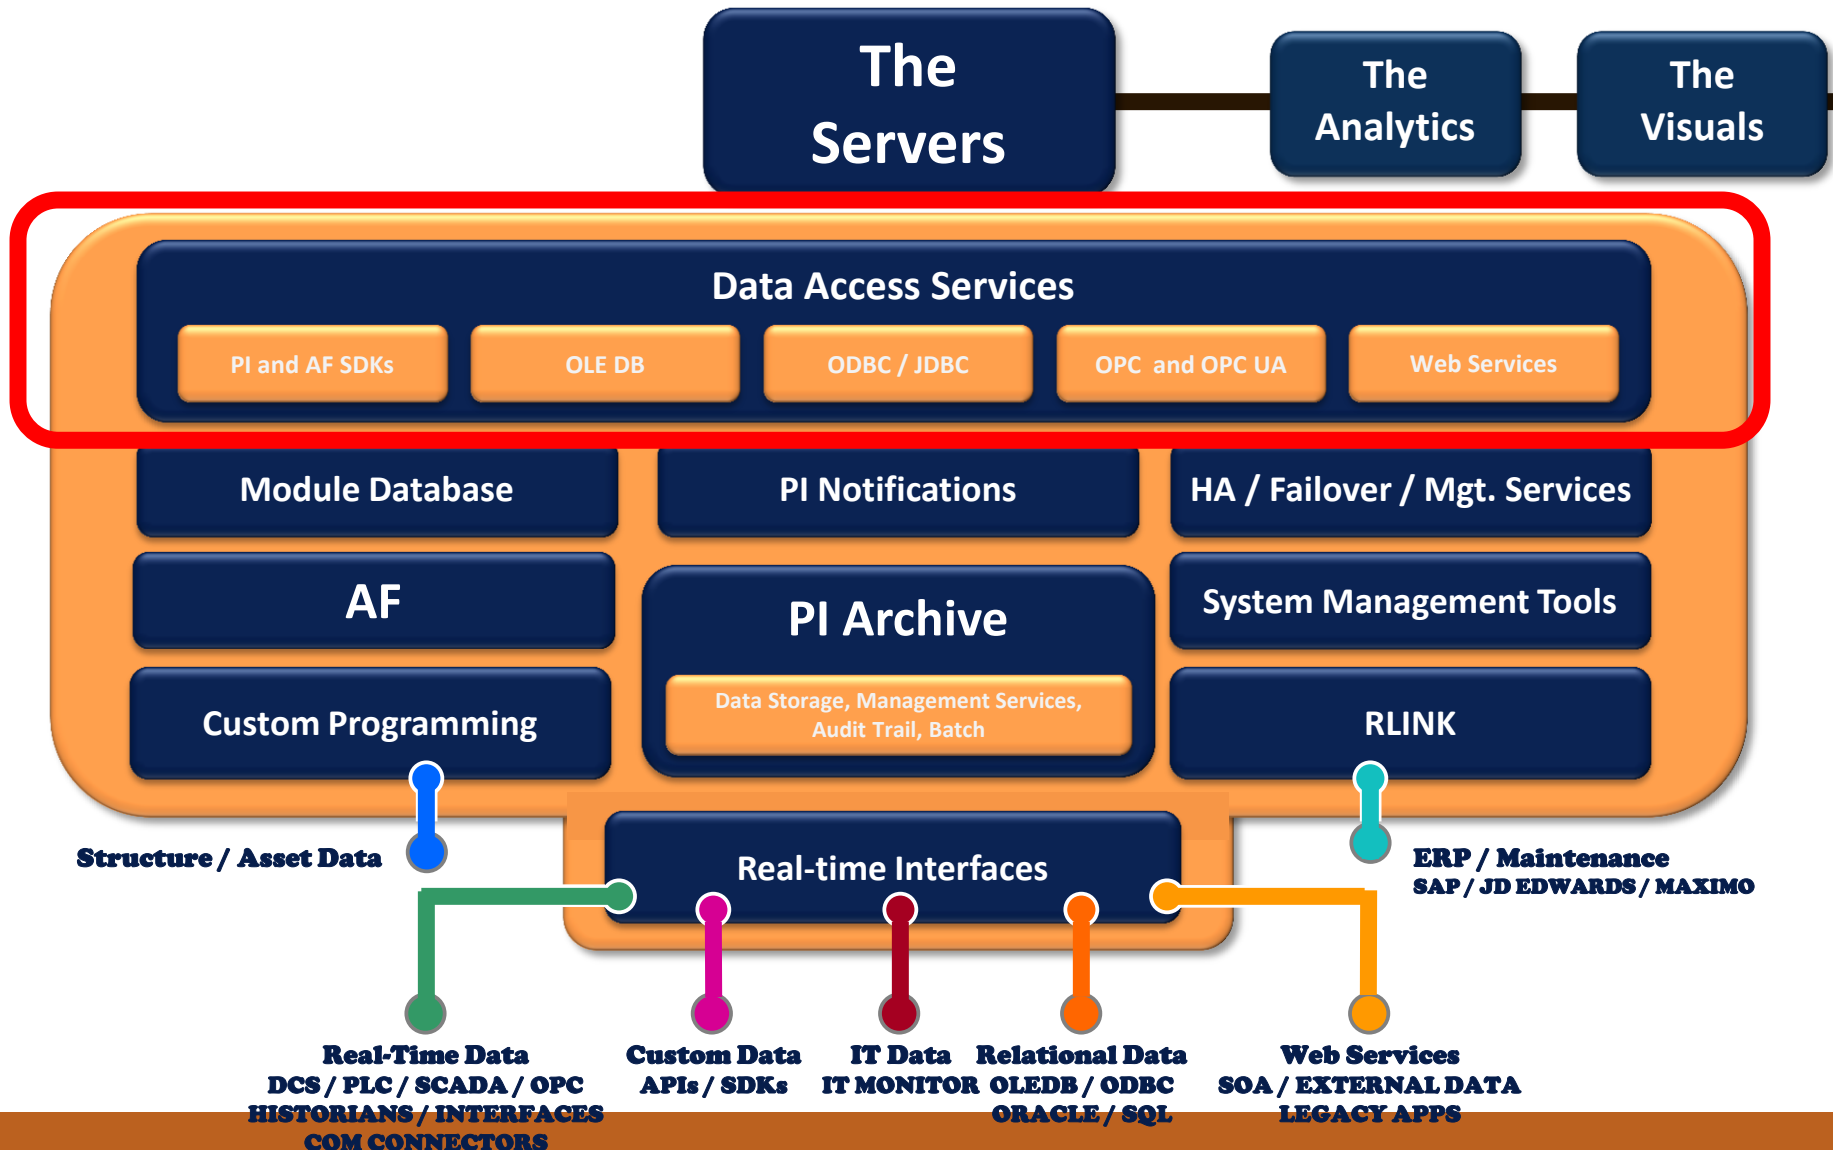 The
Servers
The
Analytics
The
Visuals
Data Access Services
PI and AF SDKs
OLE DB
ODBC / JDBC
OPC and OPC UA
Web Services
Module Database
PI Notifications
HA / Failover / Mgt. Services
AF
PI Archive
System Management Tools
Data Storage, Management Services,
Audit Trail, Batch
Custom Programming
RLINK
Structure / Asset Data
Real-time Interfaces
ERP / Maintenance
SAP / JD EDWARDS / MAXIMO
Real-Time Data
DCS / PLC / SCADA / OPC
HISTORIANS / INTERFACES
COM CONNECTORS
Custom Data
APIs / SDKs
IT Data
IT MONITOR
Relational Data
OLEDB / ODBC
ORACLE / SQL
Web Services
SOA / EXTERNAL DATA
LEGACY APPS